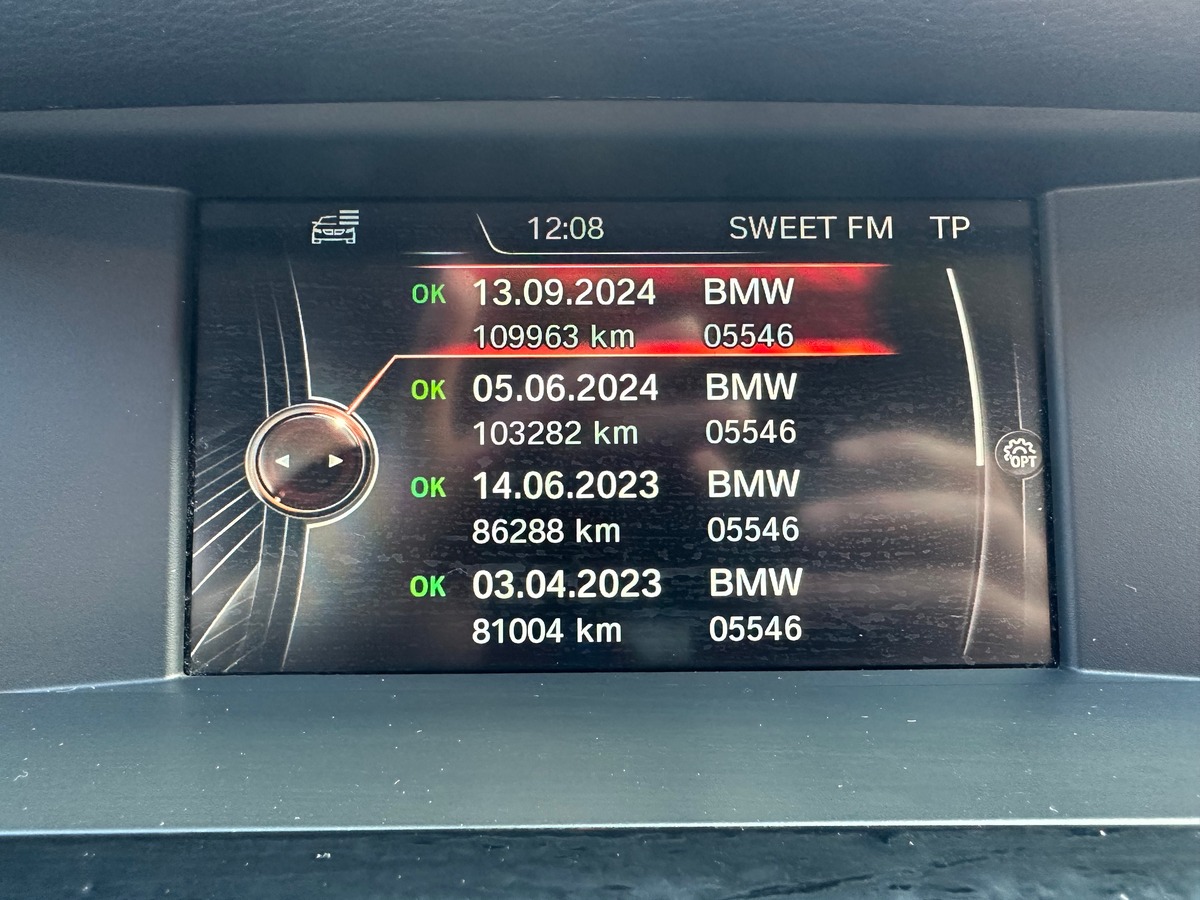 12:08 SWEET FM TP
OK 13.09.2024 BMW
109963 km 05546
OK 05.06.2024 BMW
103282 km 05546
OPT
OK 14.06.2023 BMW
86288 km 05546
OK 03.04.2023 BMW
81004 km 05546